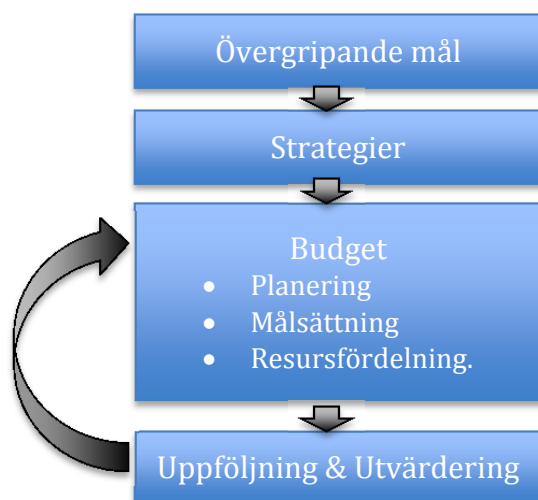 Övergripande mål
Strategier
Budget
• Planering
• Målsättning
• Resursfördelning.
Uppföljning & Utvärdering